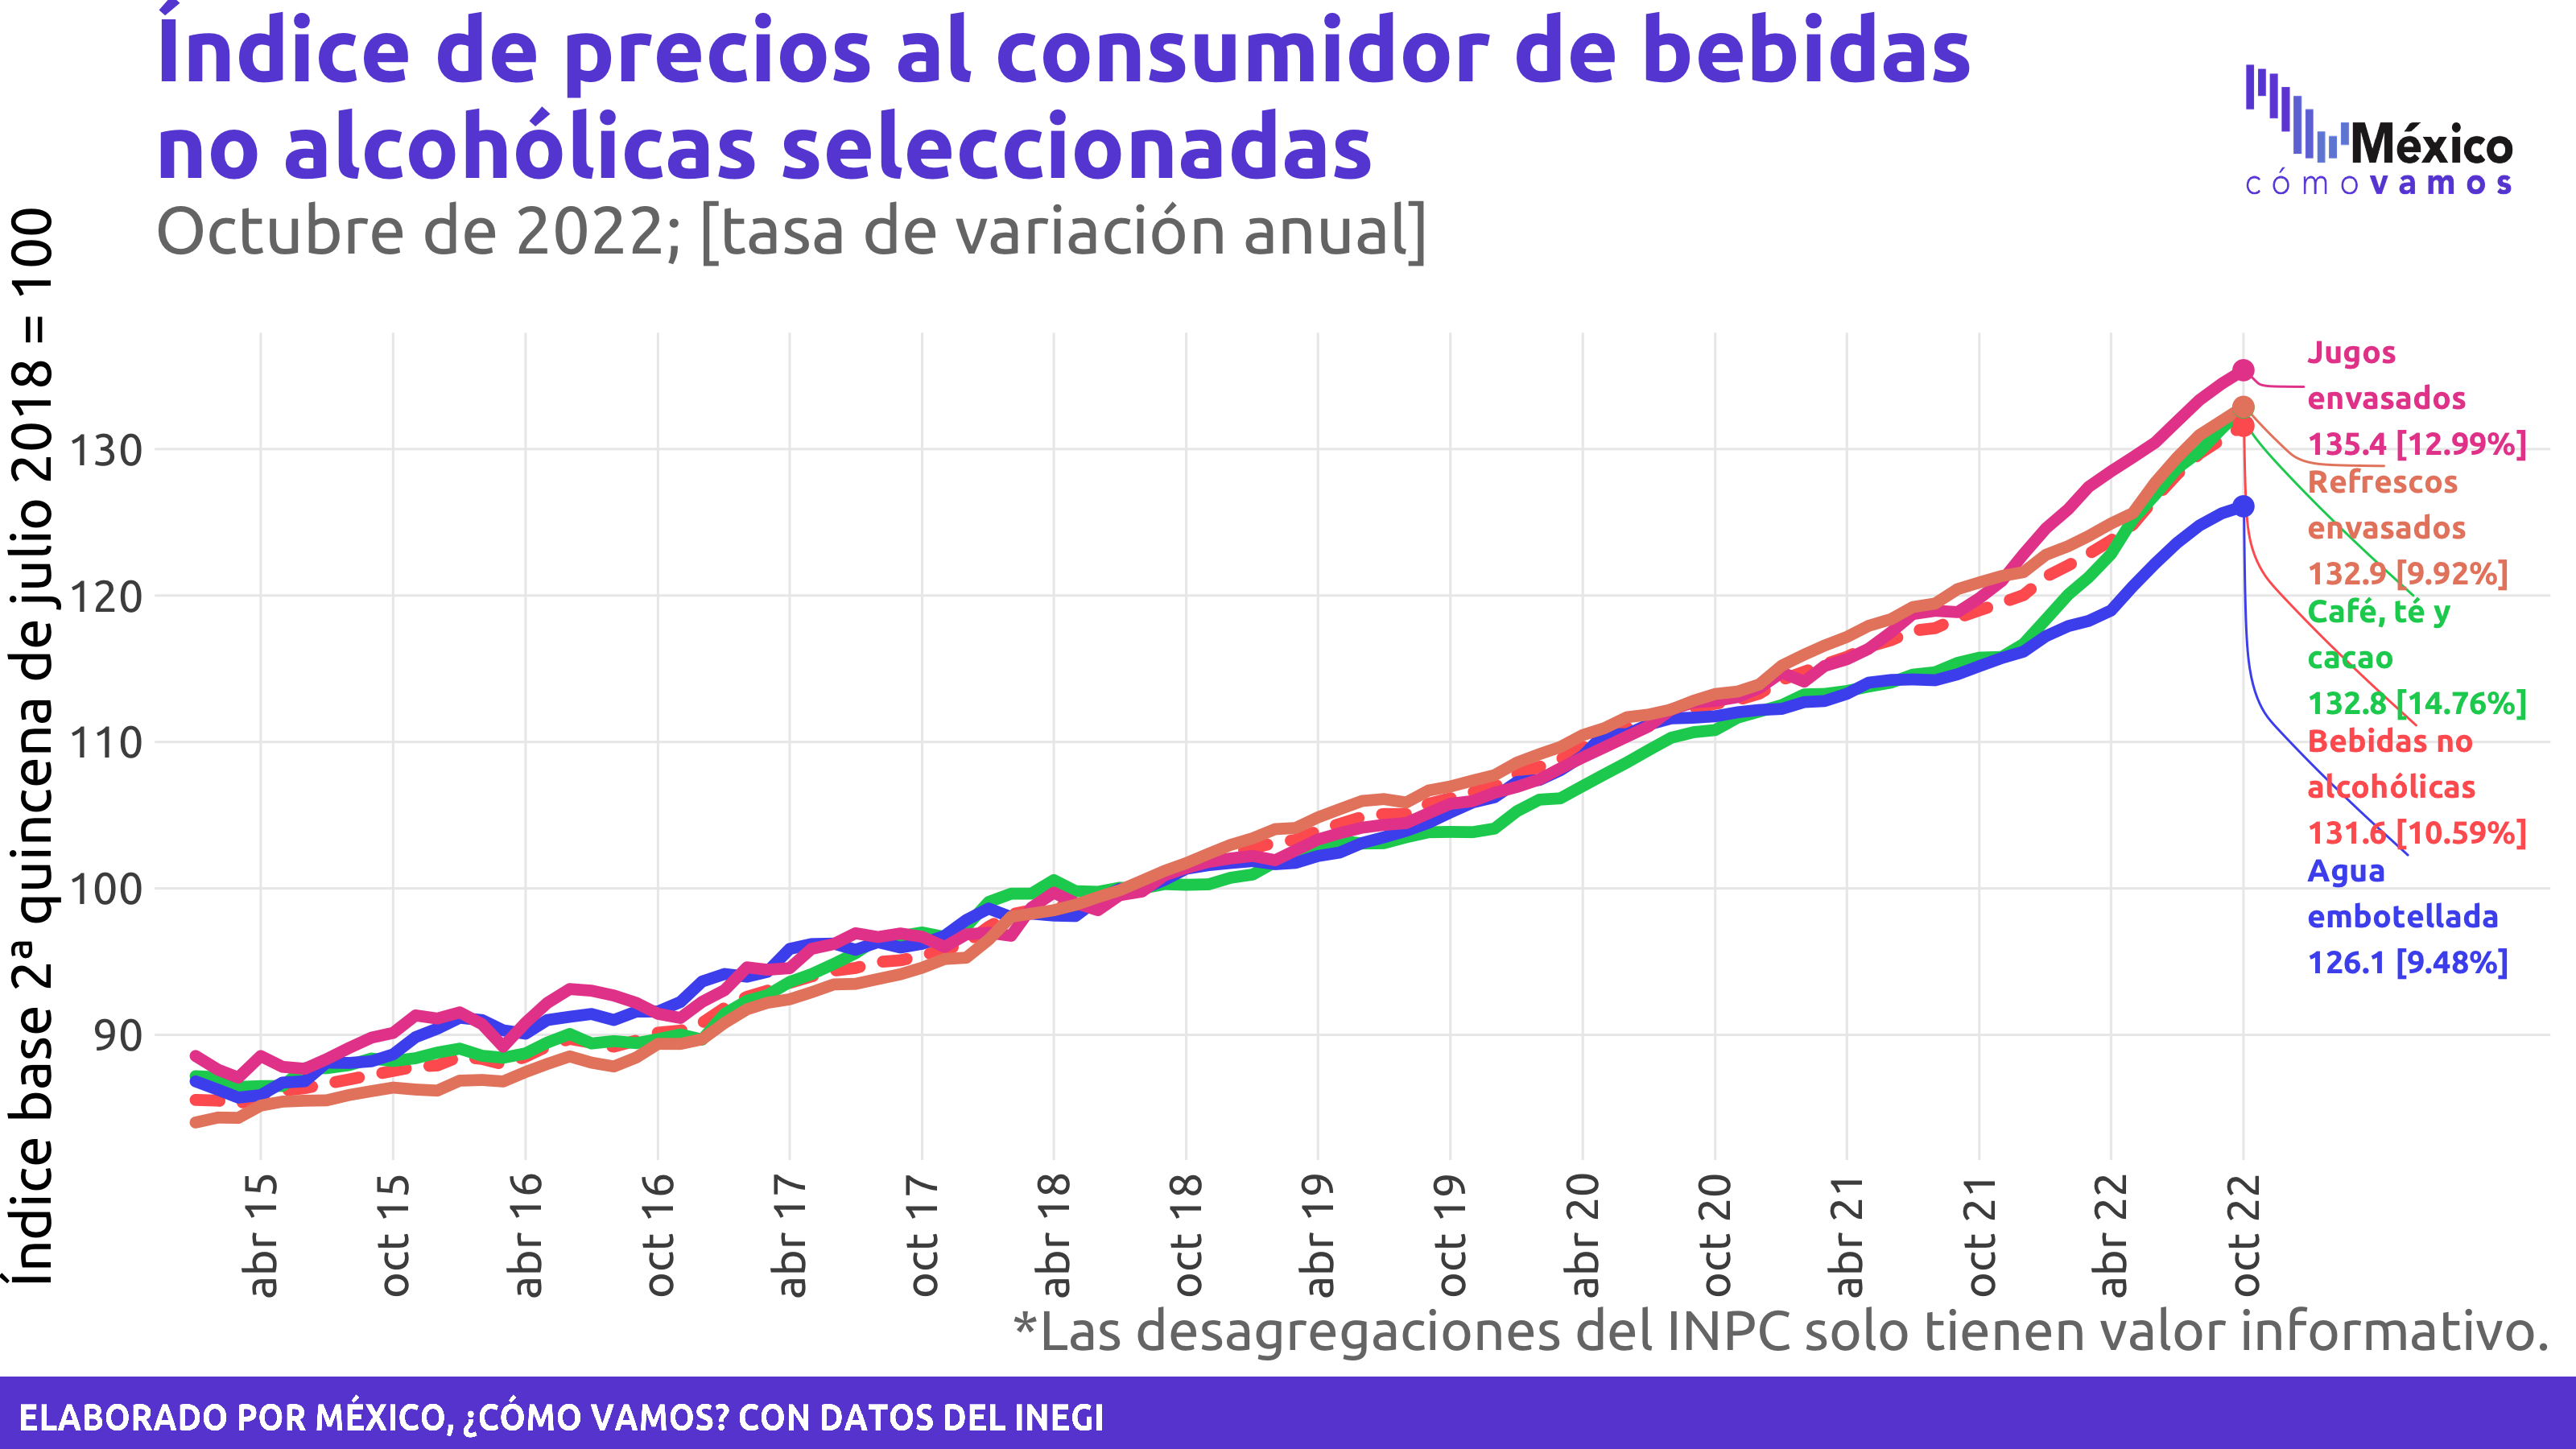 Índice de precios al consumidor de bebidas
no alcohólicas seleccionadas
Octubre de 2022; [tasa de variación anual]
México
cómo vamos
Índice base 2ª quincena de julio 2018 = 100
130
120
110
100
90
Jugos
envasados
135.4 [12.99%]
Refrescos
envasados
132.9 [9.92%]
Café, té y
cacao
132.8 [14.76%]
Bebidas no
alcohólicas
131.6 [10.59%]
Agua
embotellada
126.1 [9.48%]
abr 15
oct 15
abr 16
oct 16
abr 17
oct 17
abr 18
oct 18
abr 19
oct 19
abr 20
oct 20
abr 21
oct 21
abr 22
oct 22
*Las desagregaciones del INPC solo tienen valor informativo.
ELABORADO POR MÉXICO, ¿CÓMO VAMOS? CON DATOS DEL INEGI